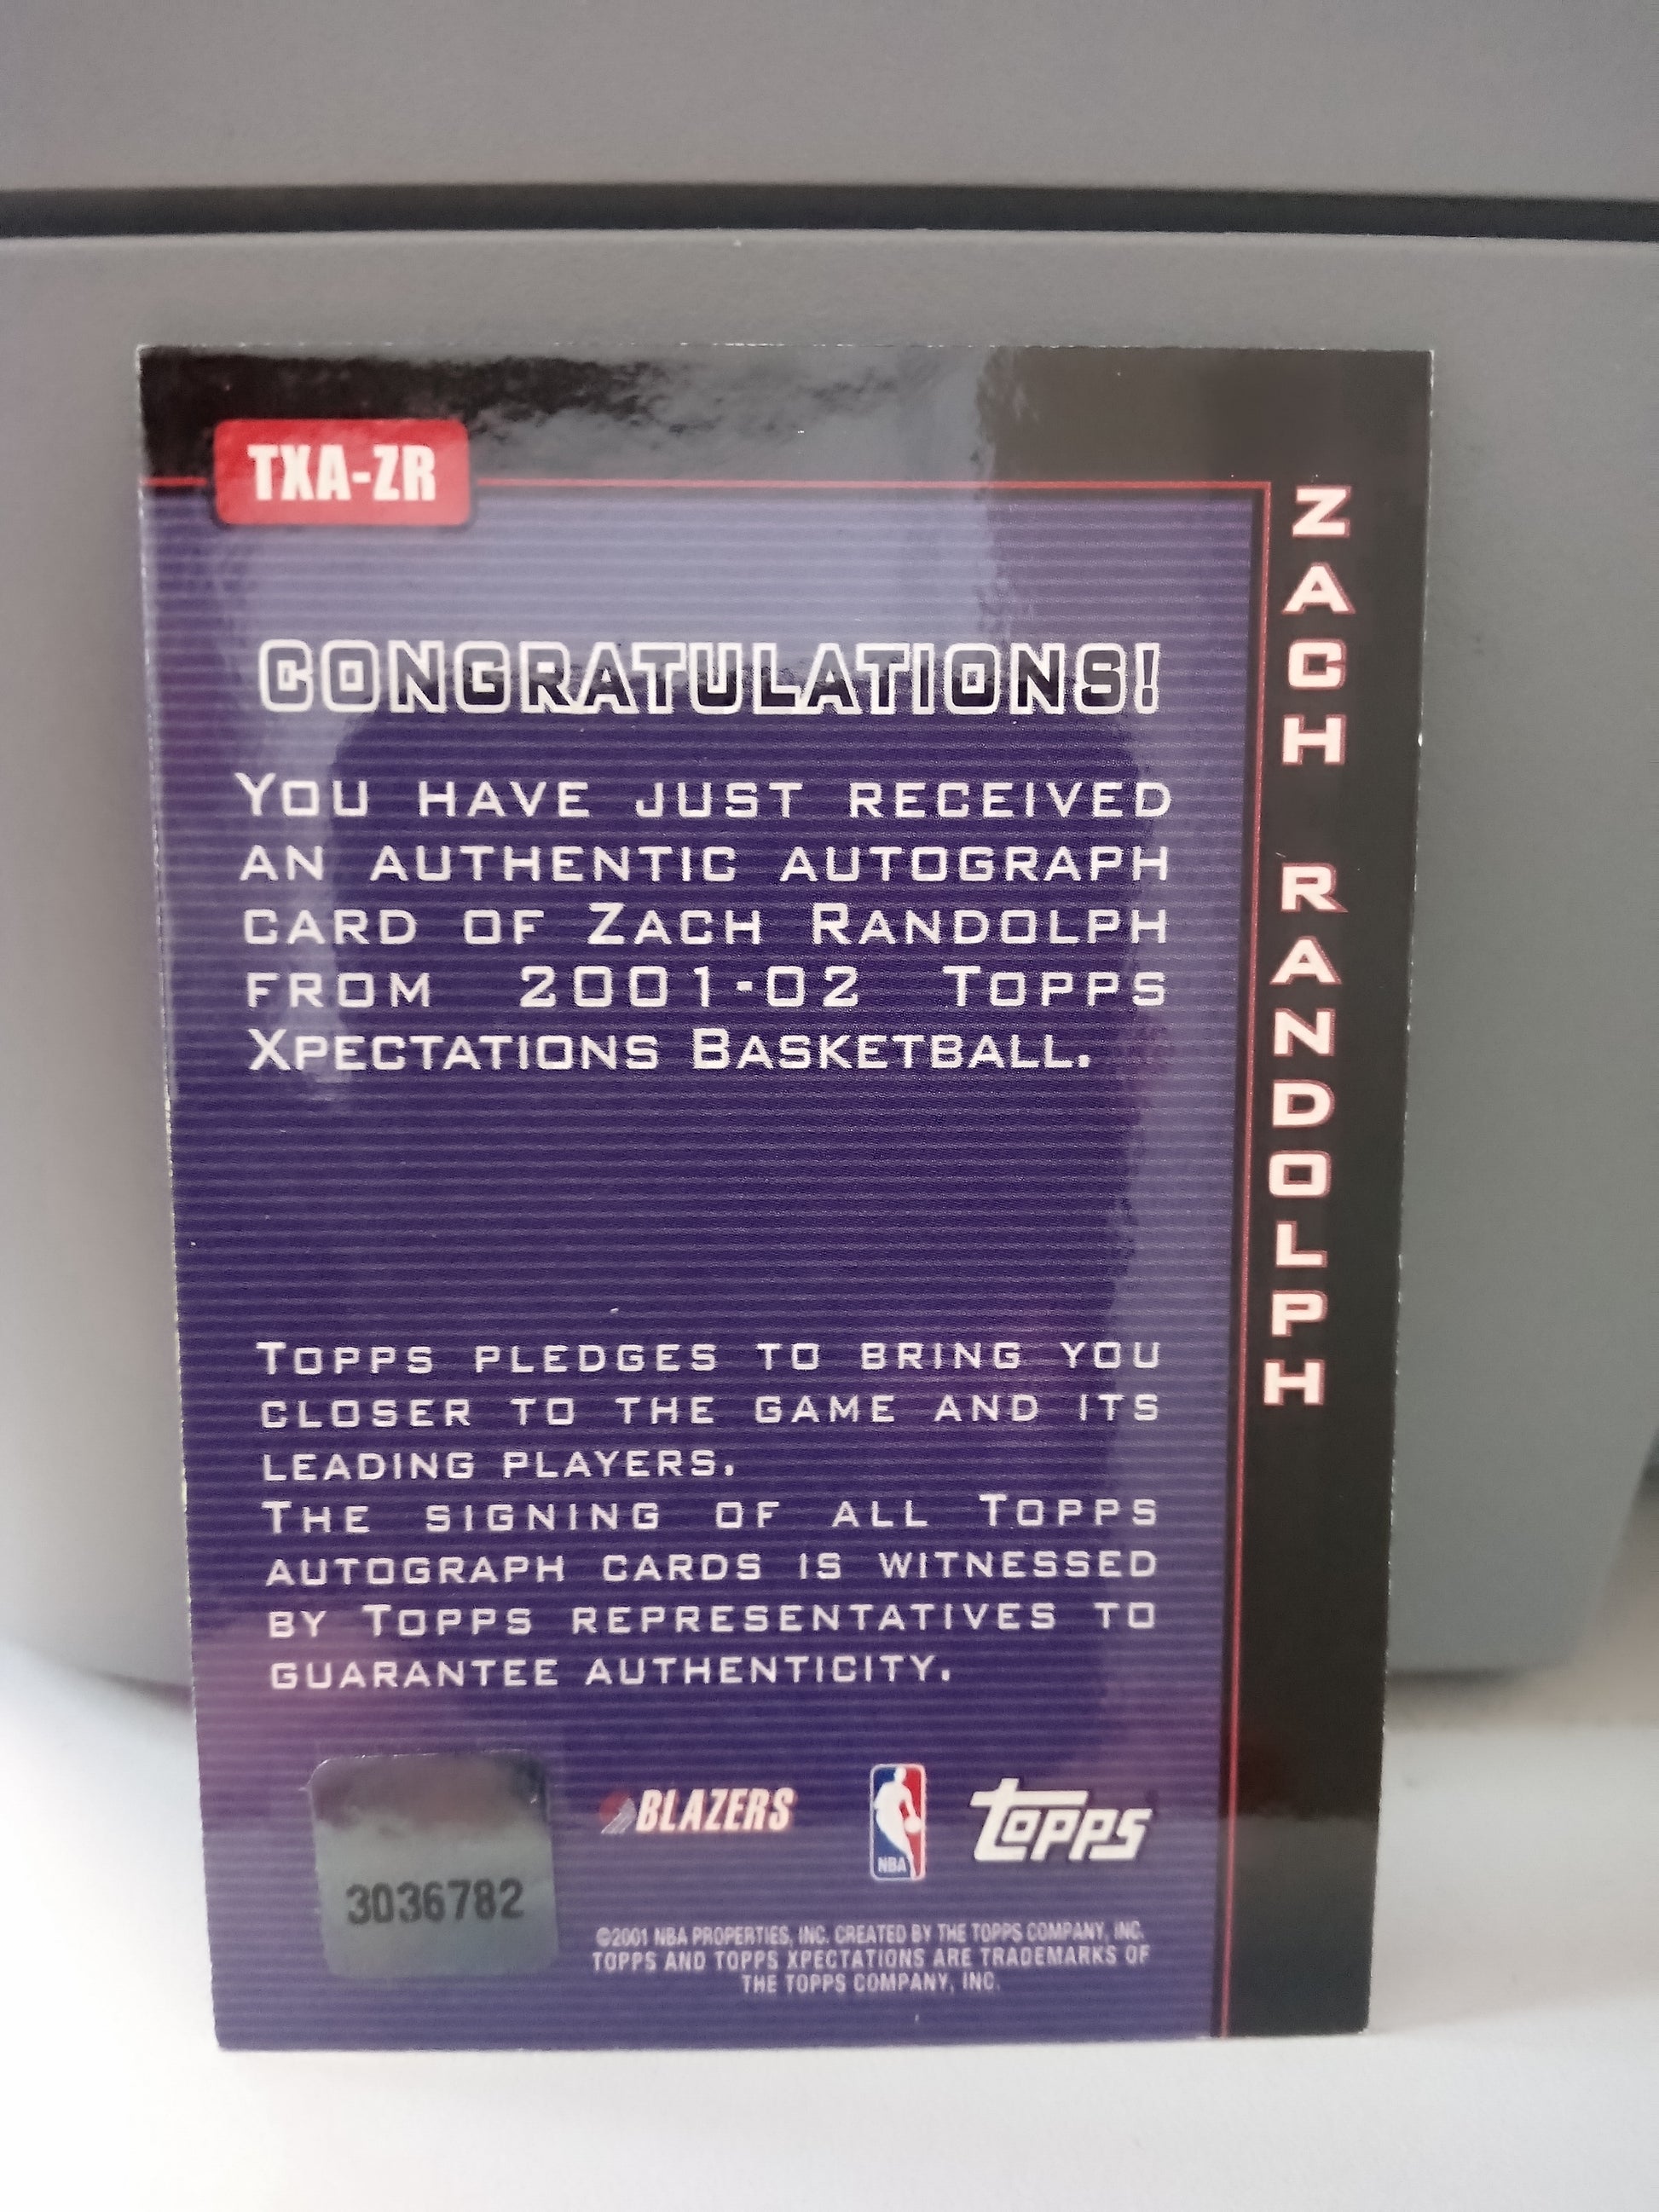 TXA-ZR
ZACH RANDOLPH
CONGRATULATIONS!
YOU HAVE JUST RECEIVED
AN AUTHENTIC AUTOGRAPH
CARD OF ZACH RANDOLPH
FROM 2001-02 TOPPS
XPECTATIONS BASKETBALL.
TOPPS PLEDGES TO BRING YOU
CLOSER TO THE GAME AND ITS
LEADING PLAYERS.
THE SIGNING OF ALL TOPPS
AUTOGRAPH CARDS IS WITNESSED
BY TOPPS REPRESENTATIVES TO
GUARANTEE AUTHENTICITY.
3036782
BLAZERS
NBA
TOPPS
©2001 NBA PROPERTIES, INC. CREATED BY THE TOPPS COMPANY, INC.
TOPPS AND TOPPS XPECTATIONS ARE TRADEMARKS OF
THE TOPPS COMPANY, INC.